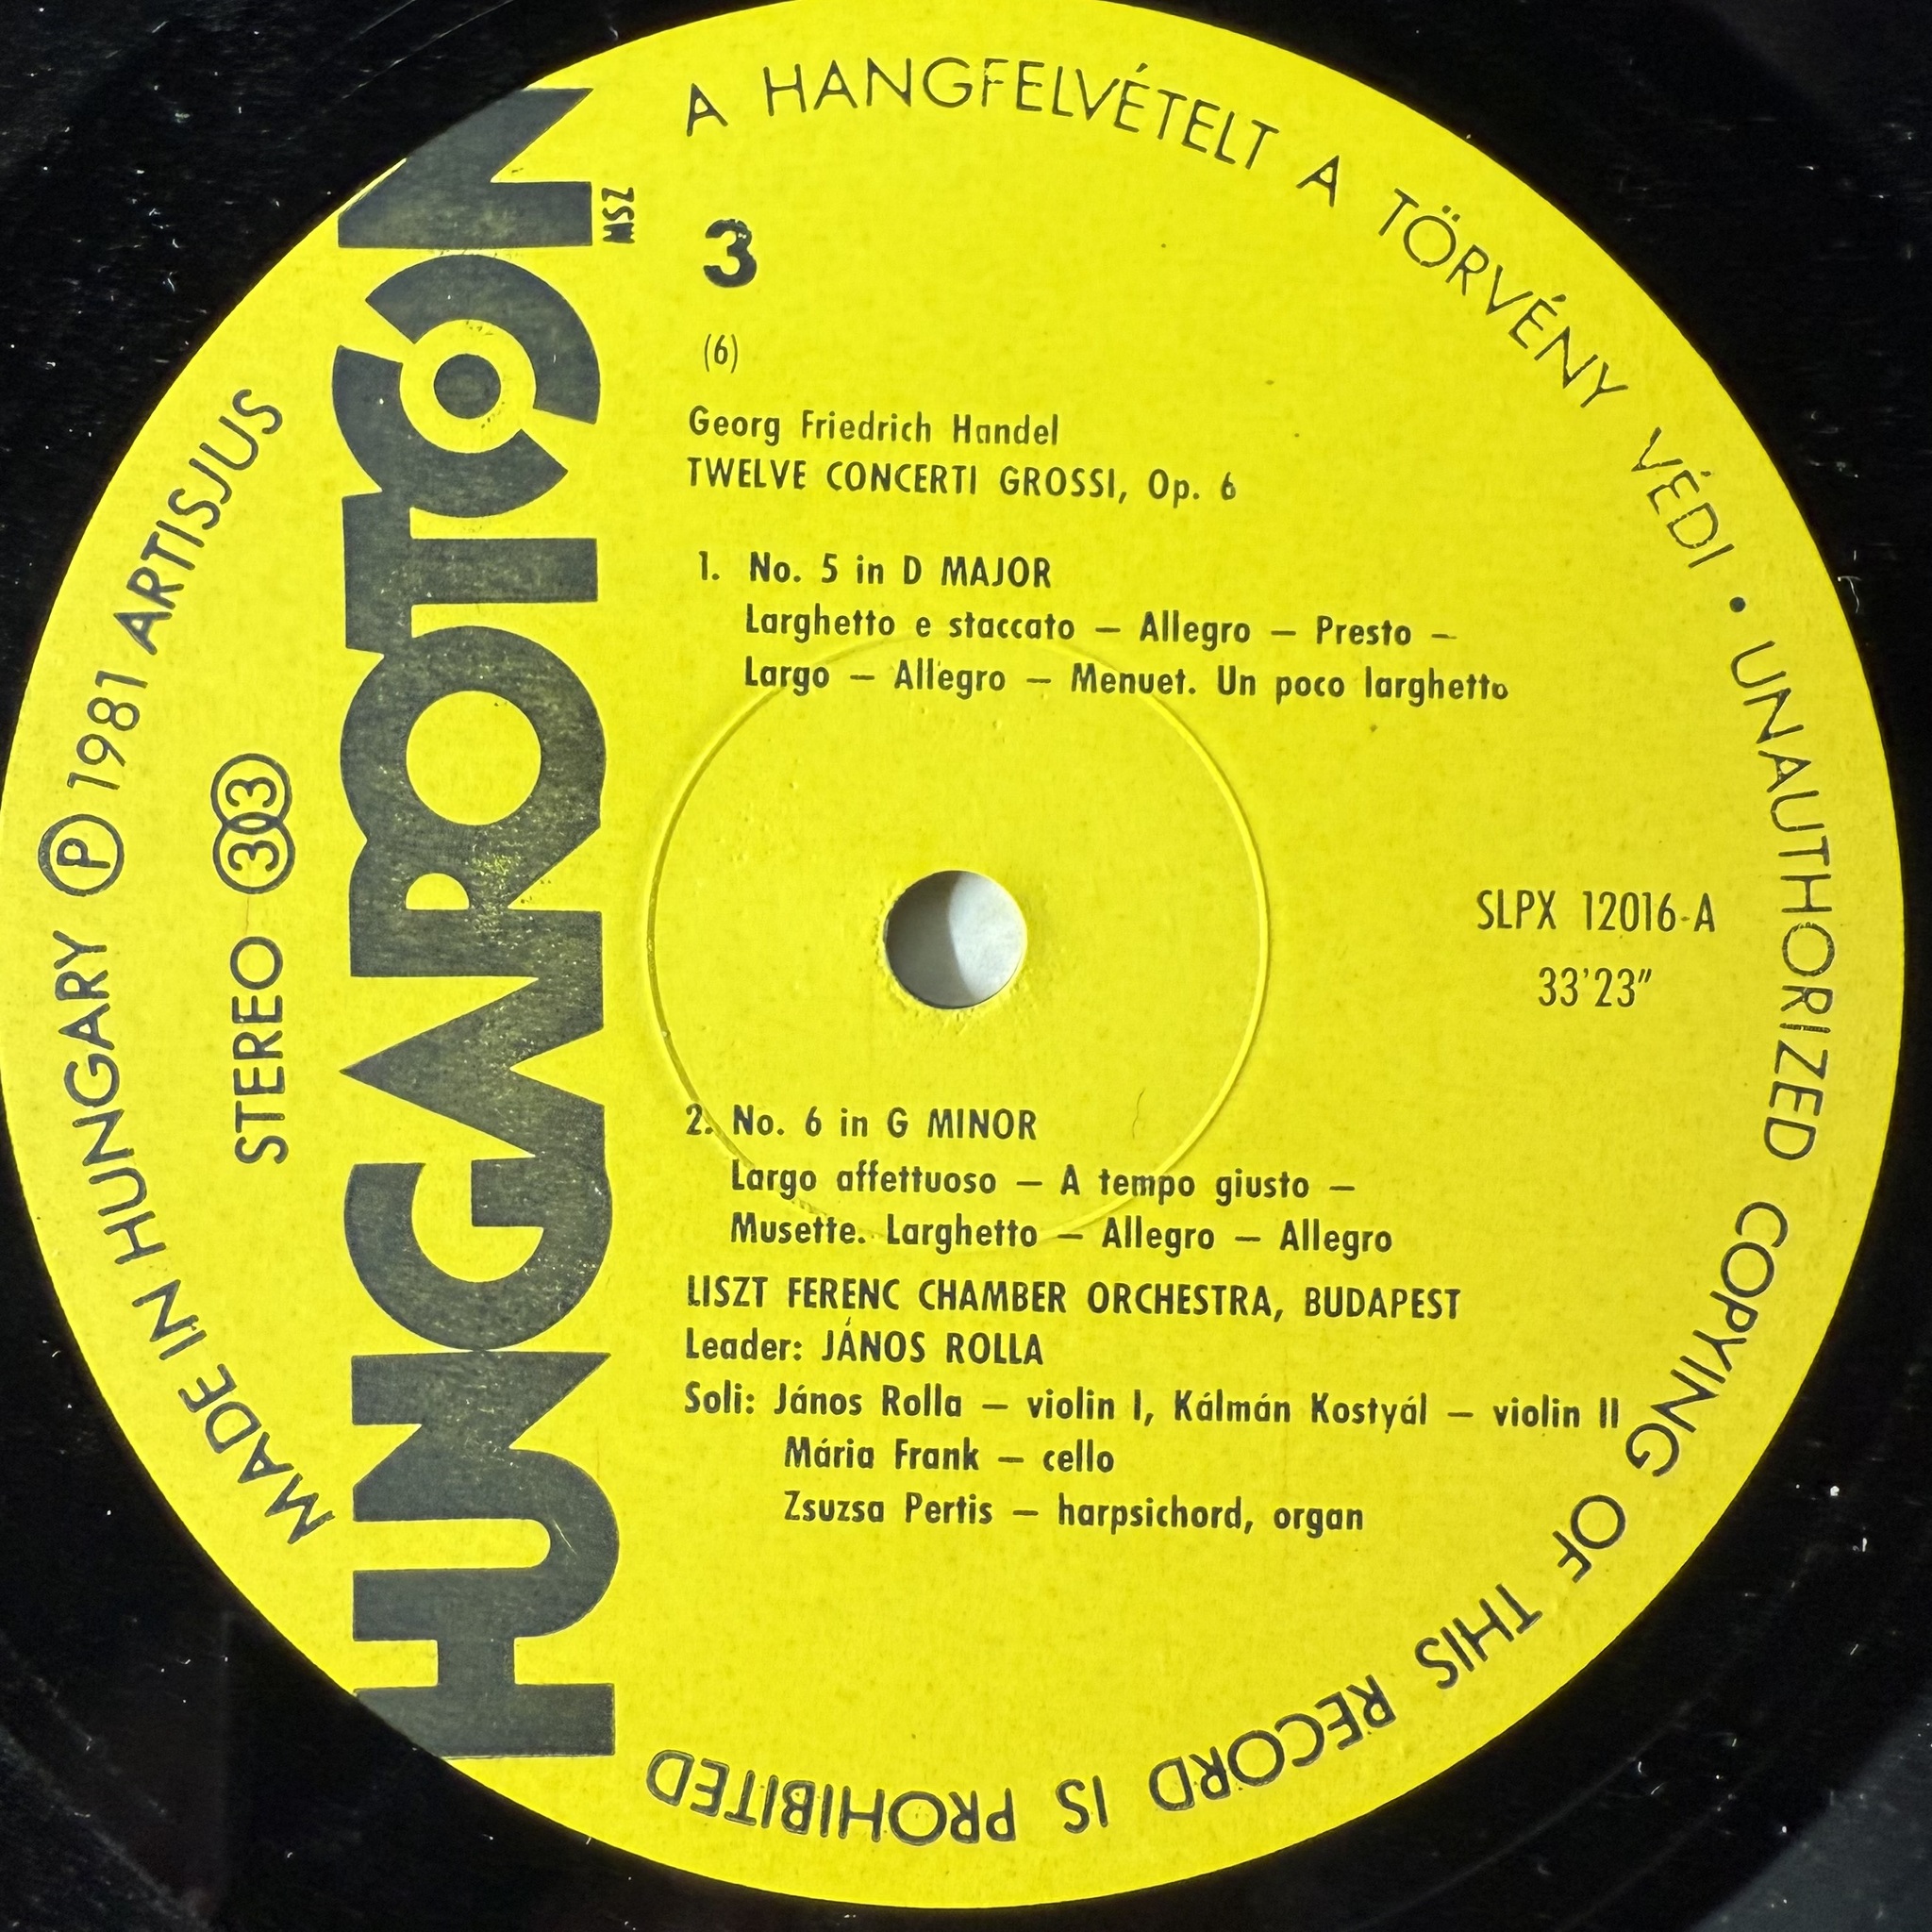 A HANGFELVÉTELT A TÖRVÉNY VÉDI • UNAUTHORIZED COPYING OF THIS RECORD IS PROHIBITED
MADE IN HUNGARY Ⓟ 1981 ARTISJUS
STEREO 303
HUNGAROTON
MSZ
3
(6)
Georg Friedrich Handel
TWELVE CONCERTI GROSSI, Op. 6
1. No. 5 in D MAJOR
Larghetto e staccato — Allegro — Presto —
Largo — Allegro — Menuet. Un poco larghetto
SLPX 12016-A
33'23"
2. No. 6 in G MINOR
Largo affettuoso — A tempo giusto —
Musette. Larghetto — Allegro — Allegro
LISZT FERENC CHAMBER ORCHESTRA, BUDAPEST
Leader: JÁNOS ROLLA
Soli: János Rolla — violin I, Kálmán Kostyál — violin II
Mária Frank — cello
Zsuzsa Pertis — harpsichord, organ